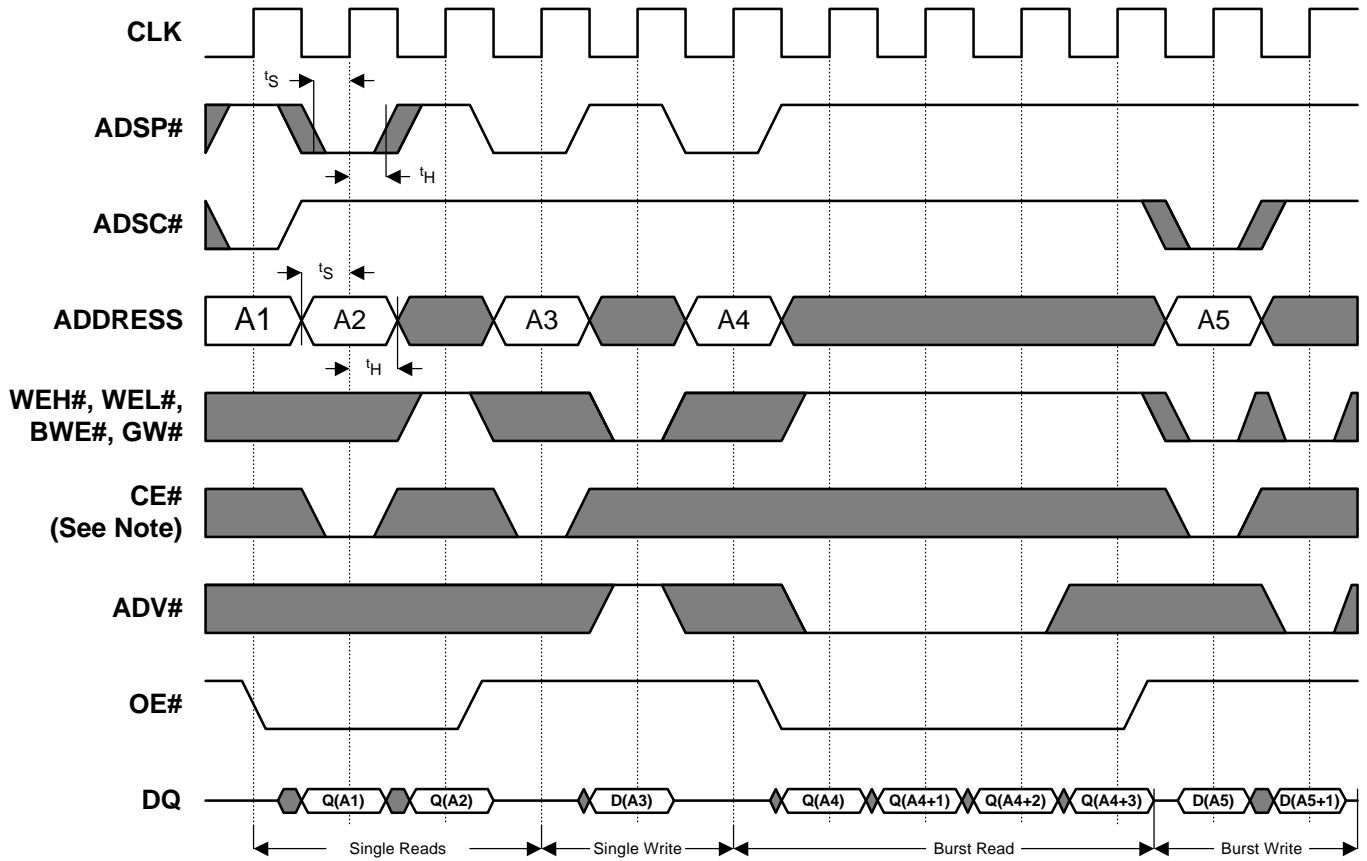 CLK
tS
ADSP#
tH
ADSC#
tS
ADDRESS A1 A2 A3 A4 A5
tH
WEH#, WEL#,
BWE#, GW#
CE#
(See Note)
ADV#
OE#
DQ Q(A1) Q(A2) D(A3) Q(A4) Q(A4+1) Q(A4+2) Q(A4+3) D(A5) D(A5+1)
Single Reads Single Write Burst Read Burst Write